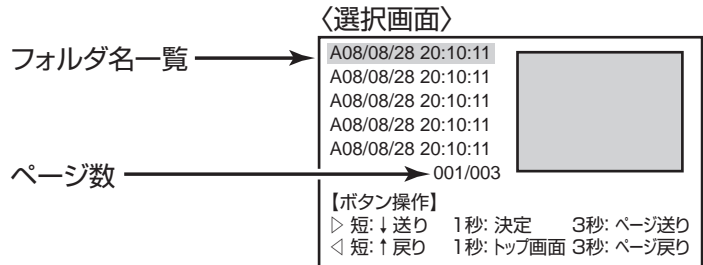 〈選択画面〉
フォルダ名一覧
A08/08/28 20:10:11
A08/08/28 20:10:11
A08/08/28 20:10:11
A08/08/28 20:10:11
A08/08/28 20:10:11
ページ数
001/003
【ボタン操作】
▷ 短:↓送り 1秒: 決定 3秒: ページ送り
◁ 短:↑戻り 1秒: トップ画面 3秒: ページ戻り